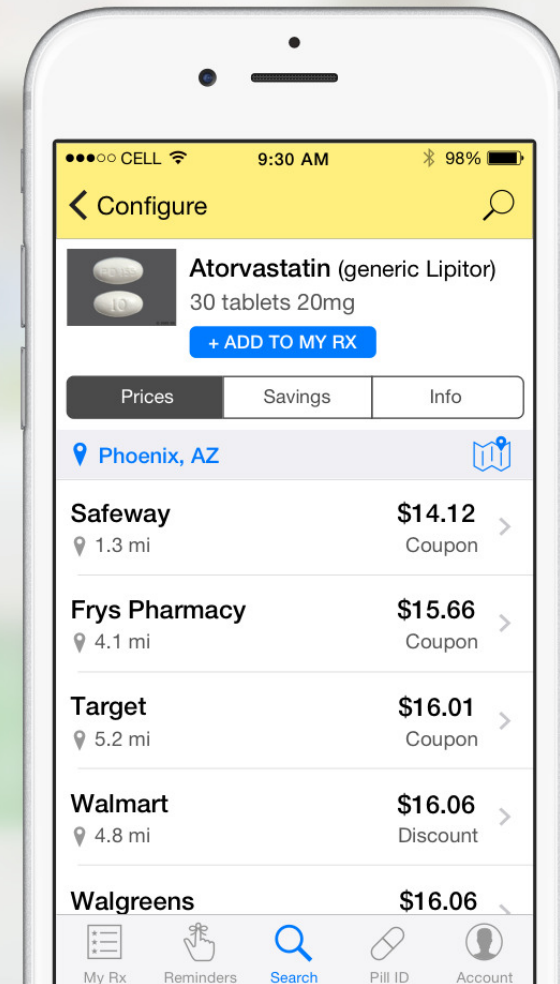 CELL 9:30 AM 98%
Configure
Atorvastatin (generic Lipitor)
30 tablets 20mg
+ ADD TO MY RX
Prices Savings Info
Phoenix, AZ
Safeway $14.12
1.3 mi Coupon
Frys Pharmacy $15.66
4.1 mi Coupon
Target $16.01
5.2 mi Coupon
Walmart $16.06
4.8 mi Discount
Walgreens $16.06
My Rx Reminders Search Pill ID Account